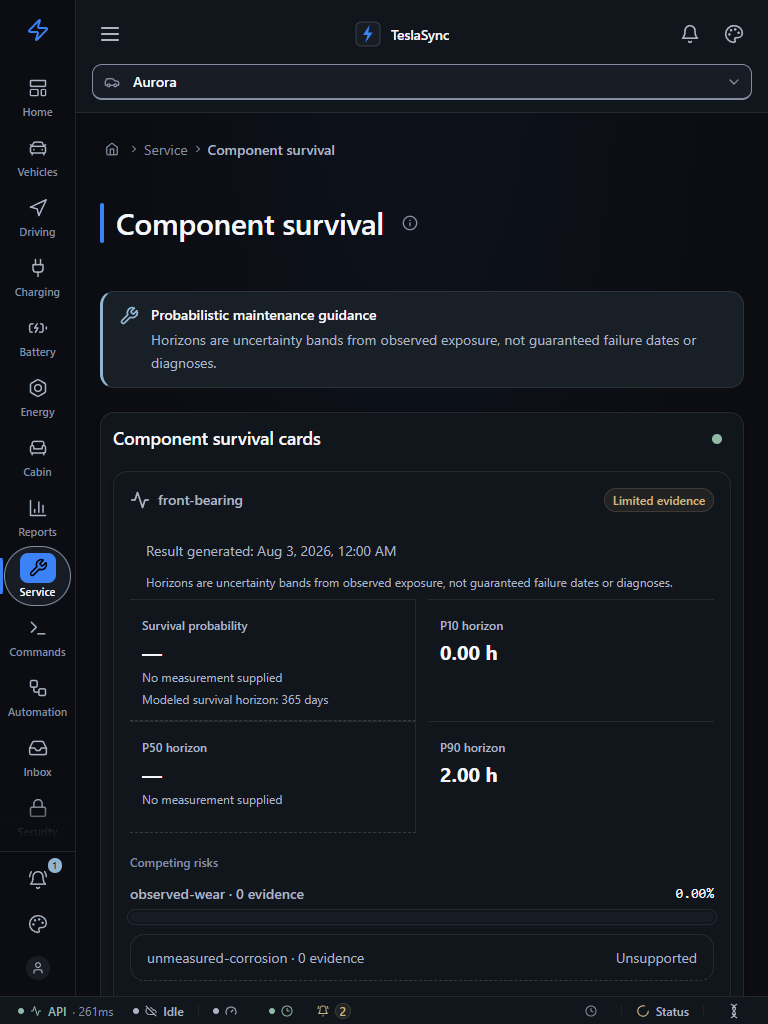 TeslaSync
Aurora
Home
Vehicles
Driving
Charging
Battery
Energy
Cabin
Reports
Service
Commands
Automation
Inbox
Security
1
Service
Component survival
Component survival
Probabilistic maintenance guidance
Horizons are uncertainty bands from observed exposure, not guaranteed failure dates or
diagnoses.
Component survival cards
front-bearing
Limited evidence
Result generated: Aug 3, 2026, 12:00 AM
Horizons are uncertainty bands from observed exposure, not guaranteed failure dates or diagnoses.
Survival probability
—
No measurement supplied
Modeled survival horizon: 365 days
P10 horizon
0.00 h
P50 horizon
—
No measurement supplied
P90 horizon
2.00 h
Competing risks
observed-wear · 0 evidence
0.00%
unmeasured-corrosion · 0 evidence
Unsupported
API · 261ms
Idle
2
Status